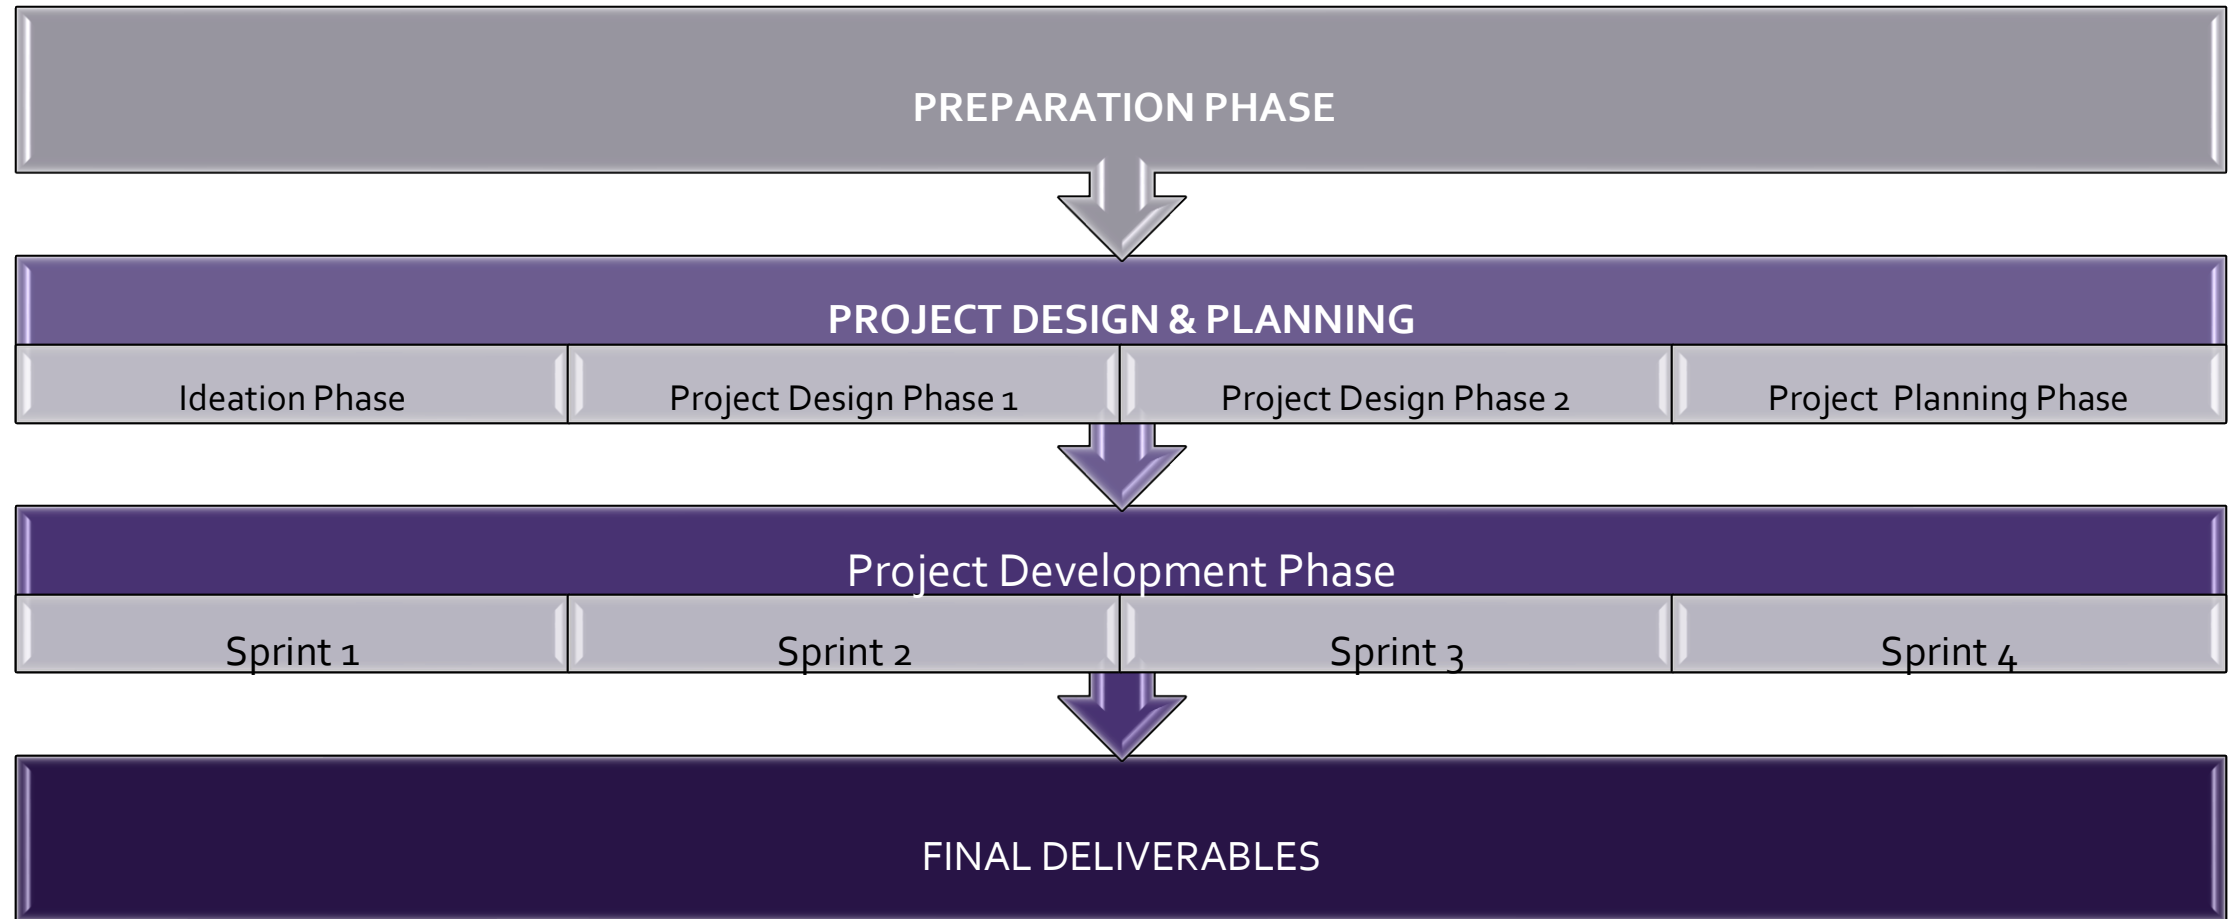 PREPARATION PHASE
PROJECT DESIGN & PLANNING
Ideation Phase
Project Design Phase 1
Project Design Phase 2
Project Planning Phase
Project Development Phase
Sprint 1
Sprint 2
Sprint 3
Sprint 4
FINAL DELIVERABLES